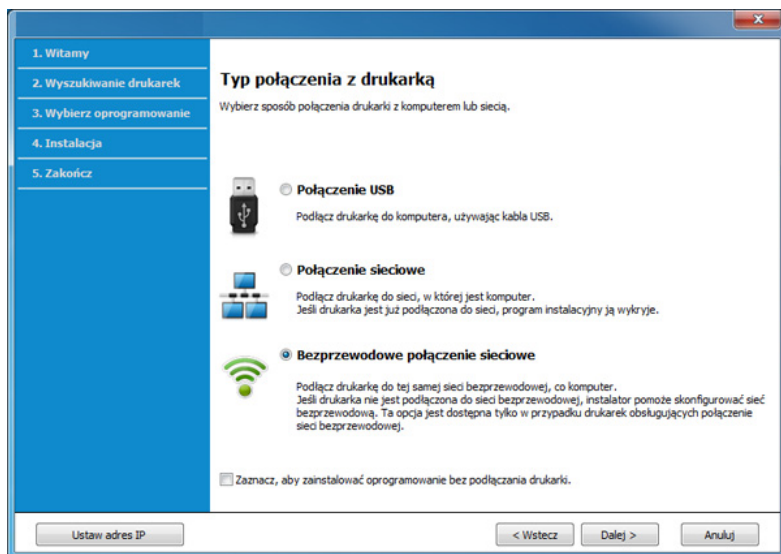 1. Witamy
2. Wyszukiwanie drukarek
3. Wybierz oprogramowanie
4. Instalacja
5. Zakończ
Typ połączenia z drukarką
Wybierz sposób połączenia drukarki z komputerem lub siecią.
Połączenie USB
Podłącz drukarkę do komputera, używając kabla USB.
Połączenie sieciowe
Podłącz drukarkę do sieci, w której jest komputer.
Jeśli drukarka jest już podłączona do sieci, program instalacyjny ją wykryje.
Bezprzewodowe połączenie sieciowe
Podłącz drukarkę do tej samej sieci bezprzewodowej, co komputer.
Jeśli drukarka nie jest podłączona do sieci bezprzewodowej, instalator pomoże skonfigurować sieć
bezprzewodową. Ta opcja jest dostępna tylko w przypadku drukarek obsługujących połączenie
sieci bezprzewodowej.
Zaznacz, aby zainstalować oprogramowanie bez podłączania drukarki.
Ustaw adres IP
< Wstecz
Dalej >
Anuluj